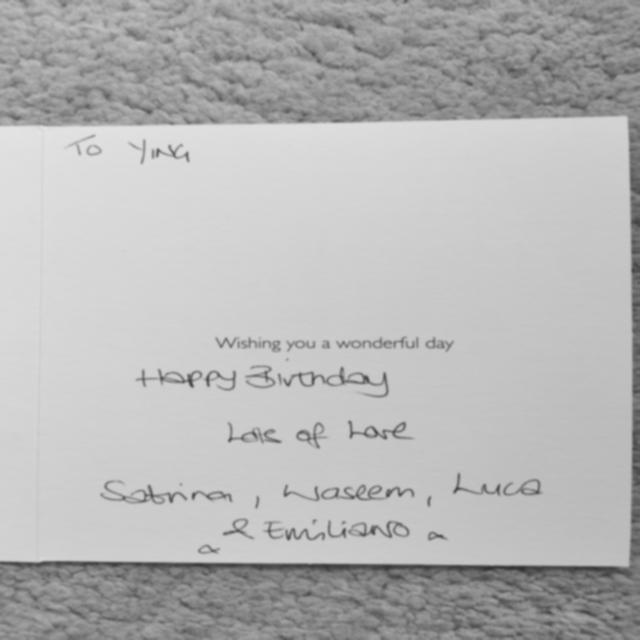 To Ying
Wishing you a wonderful day
Happy Birthday
Lots of Love
Sabrina, Waseem, Luca
& Emiliano